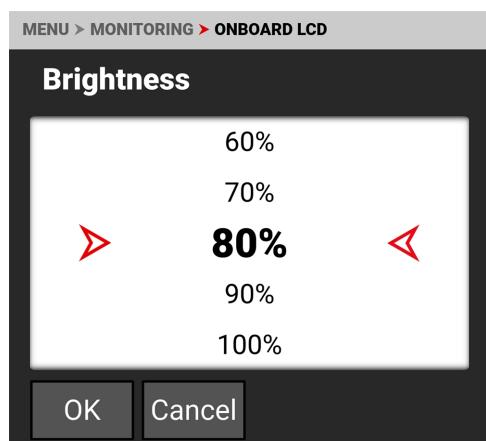 MENU > MONITORING > ONBOARD LCD
Brightness
60%
70%
80%
90%
100%
OK Cancel